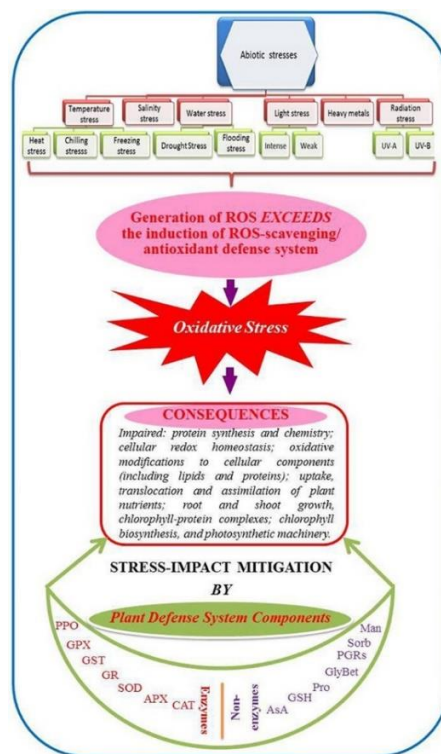 Abiotic stresses
Temperature stress
Salinity stress
Water stress
Light stress
Heavy metals
Radiation stress
Heat stress
Chilling stresss
Freezing stress
Drought Stress
Flooding stress
Intense
Weak
UV-A
UV-B
Generation of ROS EXCEEDS
the induction of ROS-scavenging/
antioxidant defense system
Oxidative Stress
CONSEQUENCES
Impaired: protein synthesis and chemistry;
cellular redox homeostasis; oxidative
modifications to cellular components
(including lipids and proteins); uptake,
translocation and assimilation of plant
nutrients; root and shoot growth,
chlorophyll-protein complexes; chlorophyll
biosynthesis, and photosynthetic machinery.
STRESS-IMPACT MITIGATION
BY
Plant Defense System Components
PPO
GPX
GST
GR
SOD
APX
CAT
Enzymes
Non-
enzymes
AsA
GSH
Pro
GlyBet
PGRs
Sorb
Man